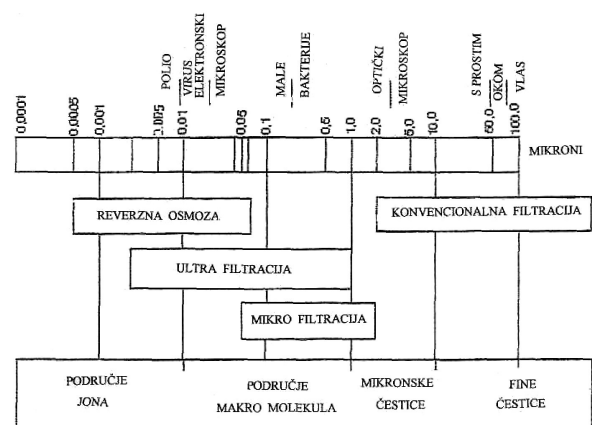 POLIO
VIRUS
ELEKTRONSKI
MIKROSKOP
MALE
BAKTERIJE
OPTIČKI
MIKROSKOP
S PROSTIM
OKOM
VLAS
0,0001
0,0005
0,001
0,005
0,01
0,05
0,1
0,5
1,0
2,0
5,0
10,0
50,0
100,0
MIKRONI
REVERZNA OSMOZA
KONVENCIONALNA FILTRACIJA
ULTRA FILTRACIJA
MIKRO FILTRACIJA
PODRUČJE
JONA
PODRUČJE
MAKRO MOLEKULA
MIKRONSKE
ČESTICE
FINE
ČESTICE